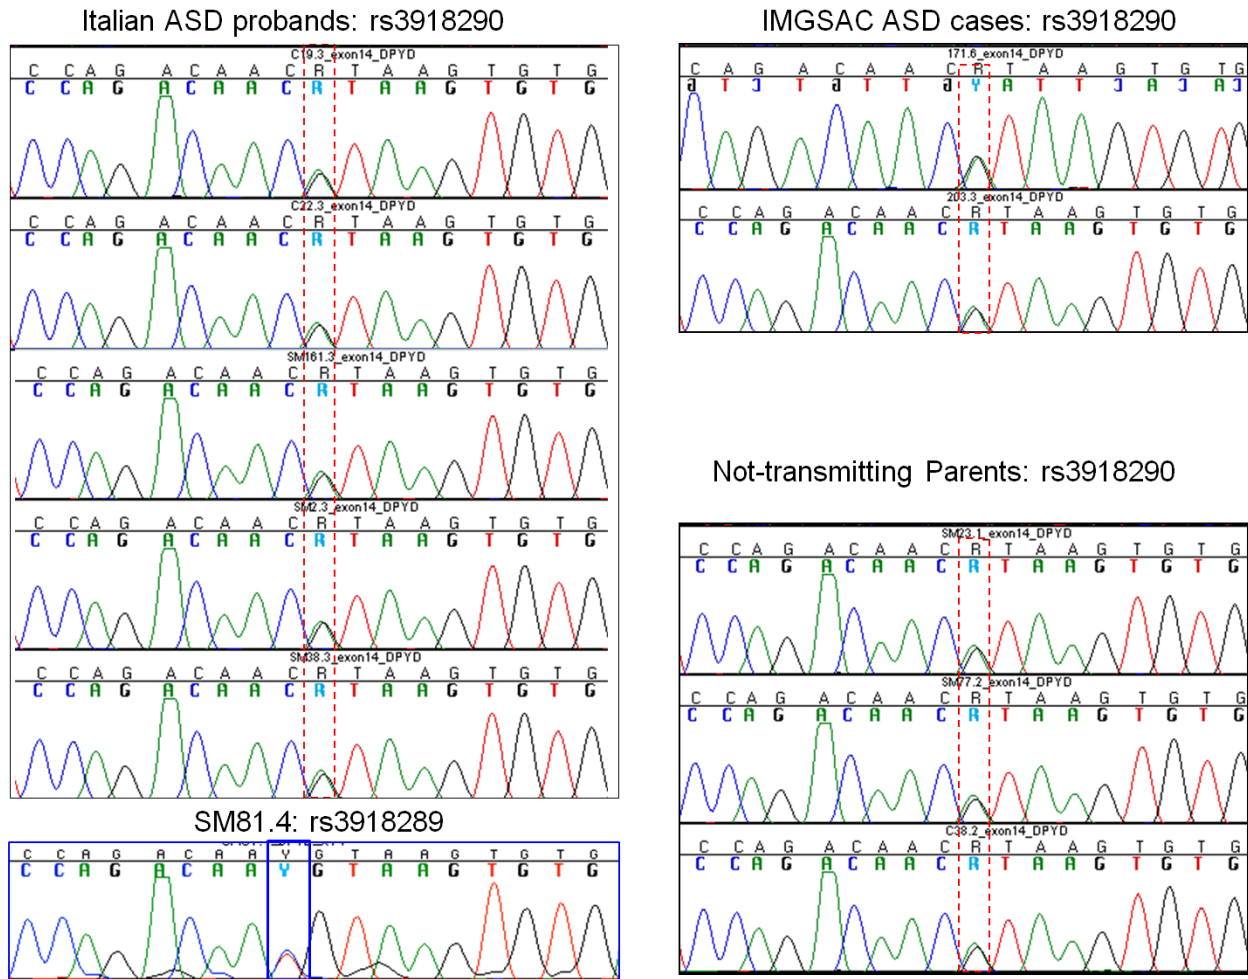 Italian ASD probands: rs3918290
C19.3_exon14_DPYD
C C A G A C A A C R T A A G T G T G
C C A G A C A A C R T A A G T G T G
C22.3_exon14_DPYD
C C A G A C A A C R T A A G T G T G
C C A G A C A A C R T A A G T G T G
SM161.3_exon14_DPYD
C C A G A C A A C R T A A G T G T G
C C A G A C A A C R T A A G T G T G
SM2.3_exon14_DPYD
C C A G A C A A C R T A A G T G T G
C C A G A C A A C R T A A G T G T G
SM38.3_exon14_DPYD
C C A G A C A A C R T A A G T G T G
C C A G A C A A C R T A A G T G T G
SM81.4: rs3918289
C C A G A C A A Y G T A A G T G T G
C C A G A C A A Y G T A A G T G T G
IMGSAC ASD cases: rs3918290
171.6_exon14_DPYD
C A G A C A A C R T A A G T G T G
G T C T G T T G Y A T T C A C A C
203.3_exon14_DPYD
C C A G A C A A C R T A A G T G T G
C C A G A C A A C R T A A G T G T G
Not-transmitting Parents: rs3918290
SM23.1_exon14_DPYD
C C A G A C A A C R T A A G T G T G
C C A G A C A A C R T A A G T G T G
SM77.2_exon14_DPYD
C C A G A C A A C R T A A G T G T G
C C A G A C A A C R T A A G T G T G
C38.2_exon14_DPYD
C C A G A C A A C R T A A G T G T G
C C A G A C A A C R T A A G T G T G